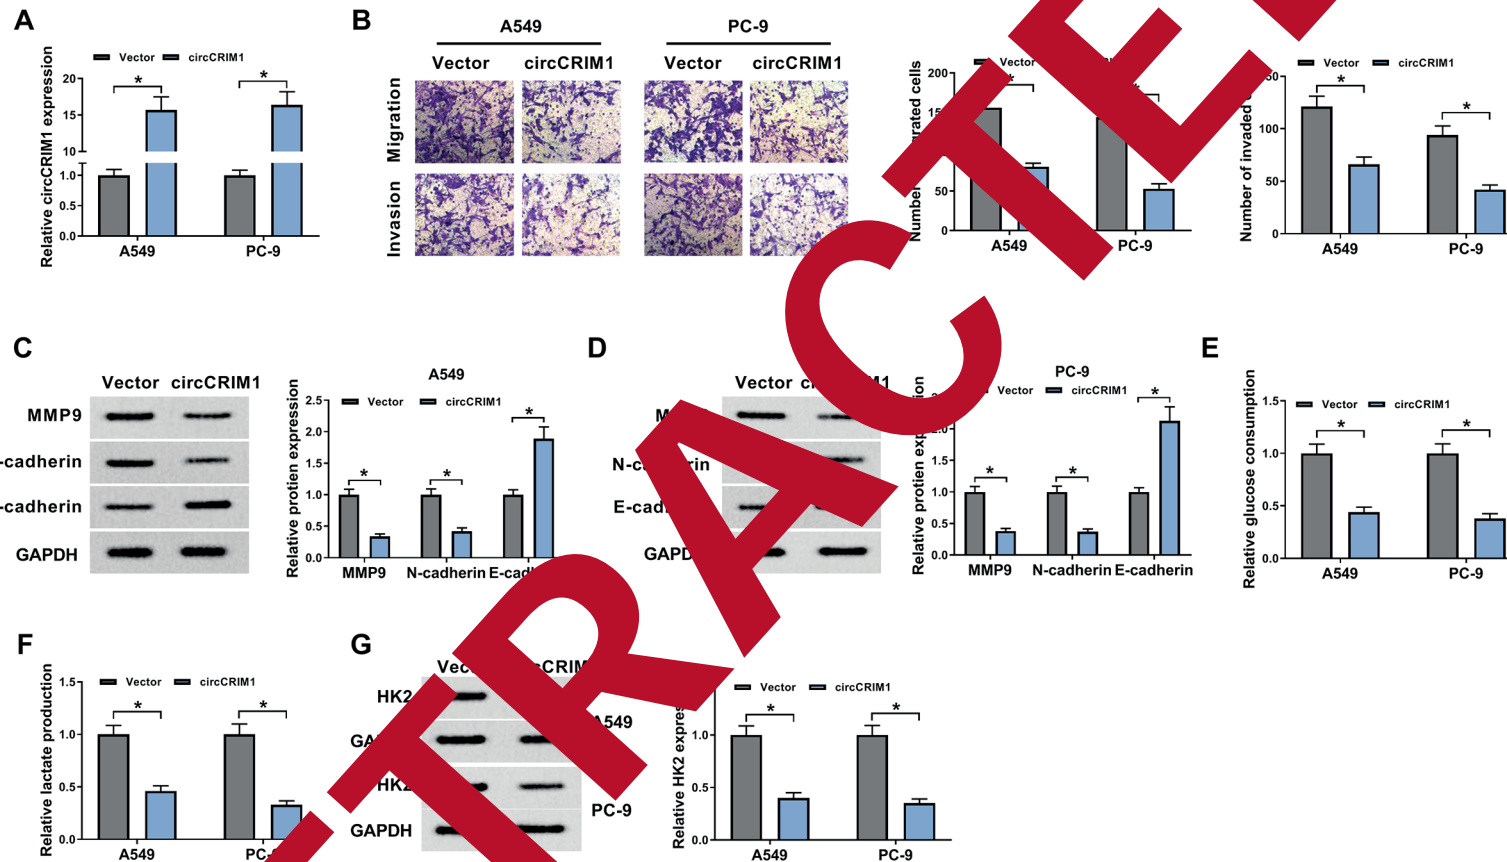 A
Vector circCRIM1
Relative circCRIM1 expression
20
15
10
1.0
0.5
0.0
*
*
A549 PC-9
B
A549 PC-9
Vector circCRIM1 Vector circCRIM1
Migration
Invasion
Vector
Number
cells
200
50
0
A549 PC-9
Vector circCRIM1
Number of invaded
100
50
0
*
*
A549 PC-9
C
Vector circCRIM1
MMP9
-cadherin
-cadherin
GAPDH
A549
Vector circCRIM1
Relative protien expression
2.5
2.0
1.5
1.0
0.5
0.0
*
*
*
MMP9 N-cadherin
D
Vector
PC-9
Vector circCRIM1
Relative protien
1.5
1.0
0.5
0.0
*
*
*
MMP9 N-cadherin E-cadherin
E
Vector circCRIM1
Relative glucose consumption
1.5
1.0
0.5
0.0
*
*
A549 PC-9
F
Vector circCRIM1
Relative lactate production
1.5
1.0
0.5
0.0
*
*
A549
G
HK2
HK2
GAPDH
A549
PC-9
Vector circCRIM1
Relative HK2
1.0
0.5
0.0
*
*
A549 PC-9
TRACTE